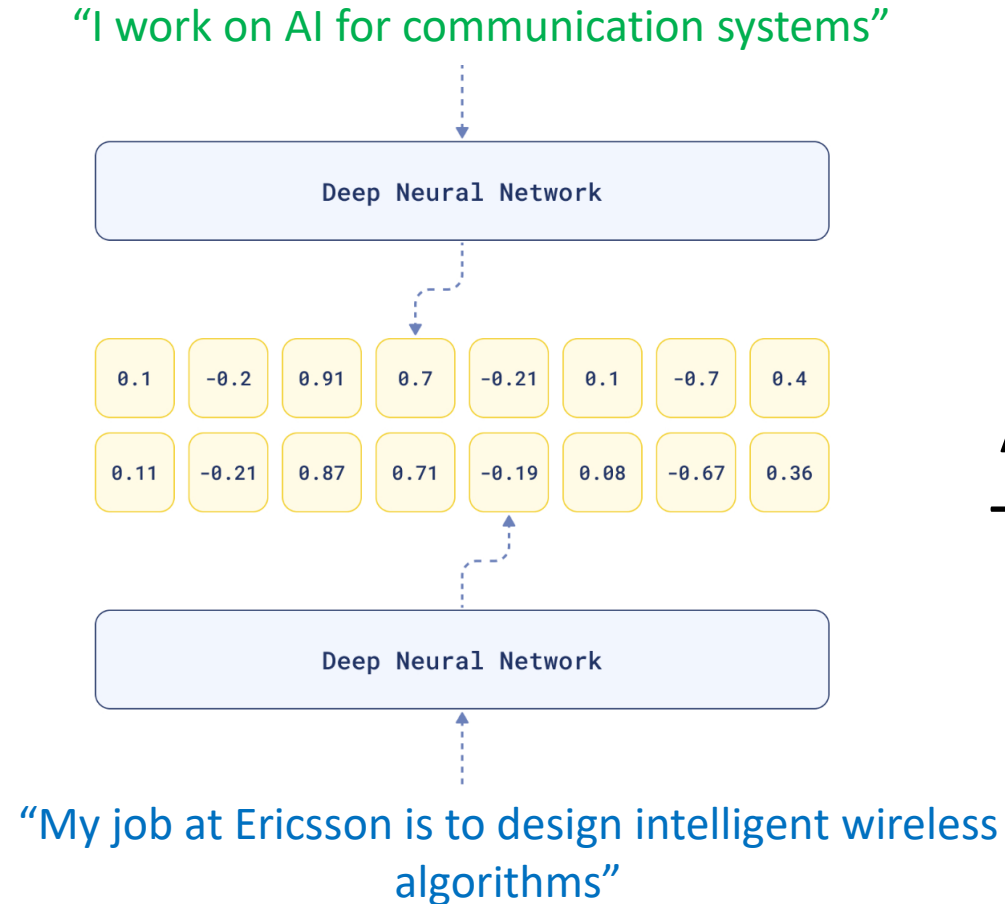 “I work on AI for communication systems”
Deep Neural Network
0.1 -0.2 0.91 0.7 -0.21 0.1 -0.7 0.4
0.11 -0.21 0.87 0.71 -0.19 0.08 -0.67 0.36
Deep Neural Network
“My job at Ericsson is to design intelligent wireless
algorithms”